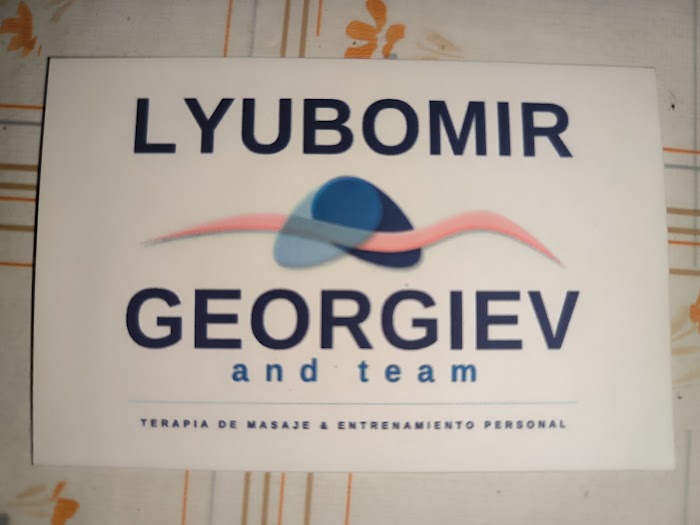 LYUBOMIR
GEORGIEV
and team
TERAPIA DE MASAJE & ENTRENAMIENTO PERSONAL